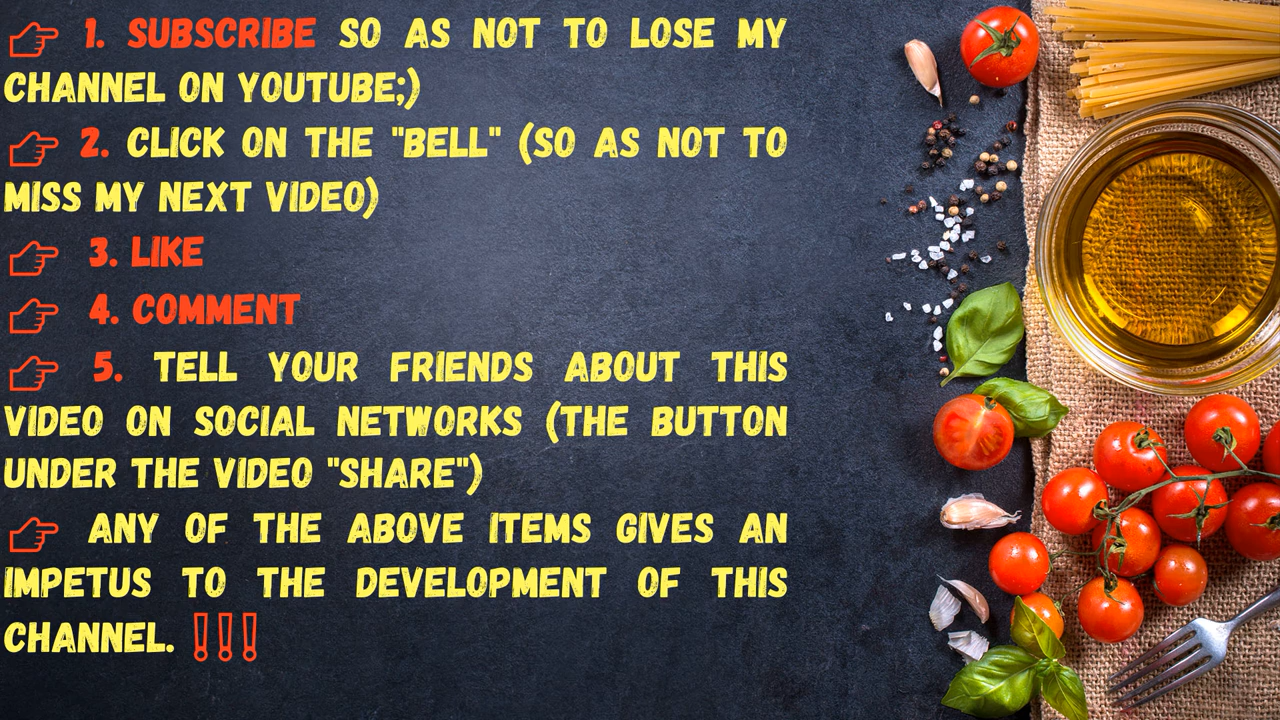 👉 1. SUBSCRIBE SO AS NOT TO LOSE MY
CHANNEL ON YOUTUBE;)
👉 2. CLICK ON THE "BELL" (SO AS NOT TO
MISS MY NEXT VIDEO)
👉 3. LIKE
👉 4. COMMENT
👉 5. TELL YOUR FRIENDS ABOUT THIS
VIDEO ON SOCIAL NETWORKS (THE BUTTON
UNDER THE VIDEO "SHARE")
👉 ANY OF THE ABOVE ITEMS GIVES AN
IMPETUS TO THE DEVELOPMENT OF THIS
CHANNEL. ❗❗❗